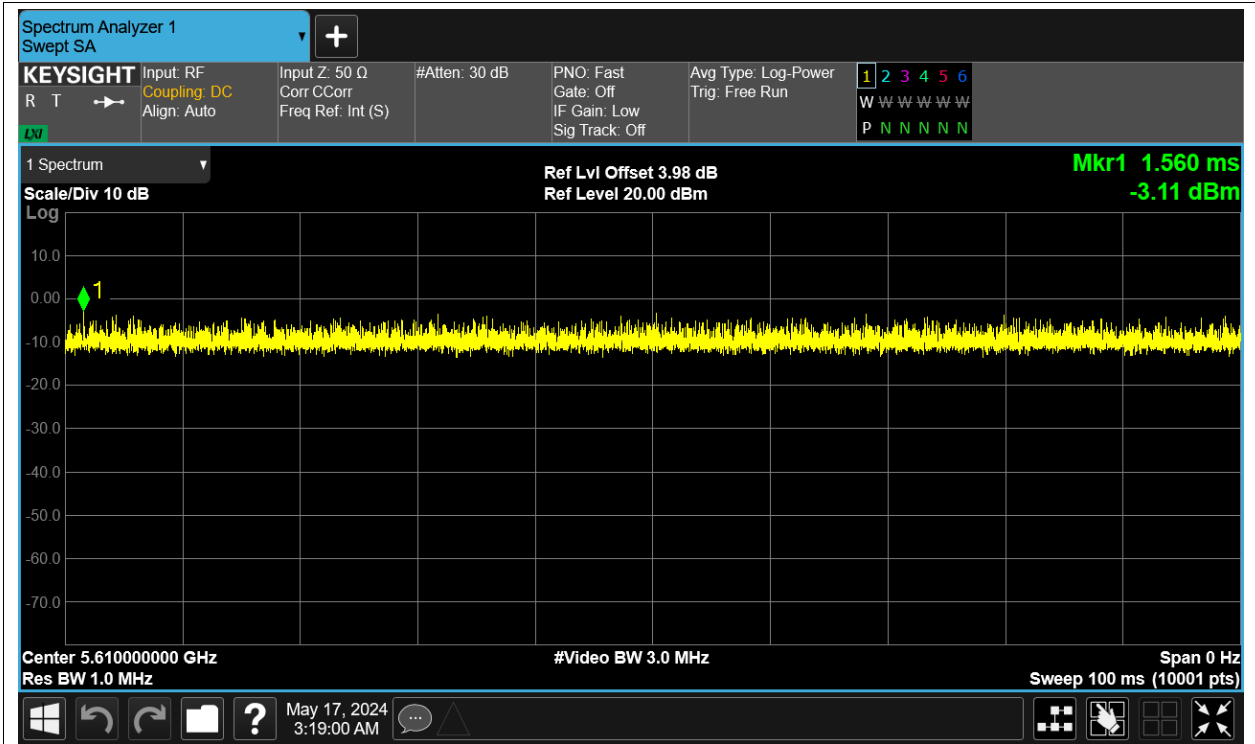 Spectrum Analyzer 1
Swept SA
+
KEYSIGHT
R T
LXI
Input: RF
Coupling: DC
Align: Auto
Input Z: 50 Ω
Corr CCorr
Freq Ref: Int (S)
#Atten: 30 dB
PNO: Fast
Gate: Off
IF Gain: Low
Sig Track: Off
Avg Type: Log-Power
Trig: Free Run
1 2 3 4 5 6
W W W W W W
P N N N N N
1 Spectrum
Scale/Div 10 dB
Log
Ref Lvl Offset 3.98 dB
Ref Level 20.00 dBm
Mkr1 1.560 ms
-3.11 dBm
1
10.0
0.00
-10.0
-20.0
-30.0
-40.0
-50.0
-60.0
-70.0
Center 5.610000000 GHz
Res BW 1.0 MHz
#Video BW 3.0 MHz
Span 0 Hz
Sweep 100 ms (10001 pts)
?
May 17, 2024
3:19:00 AM